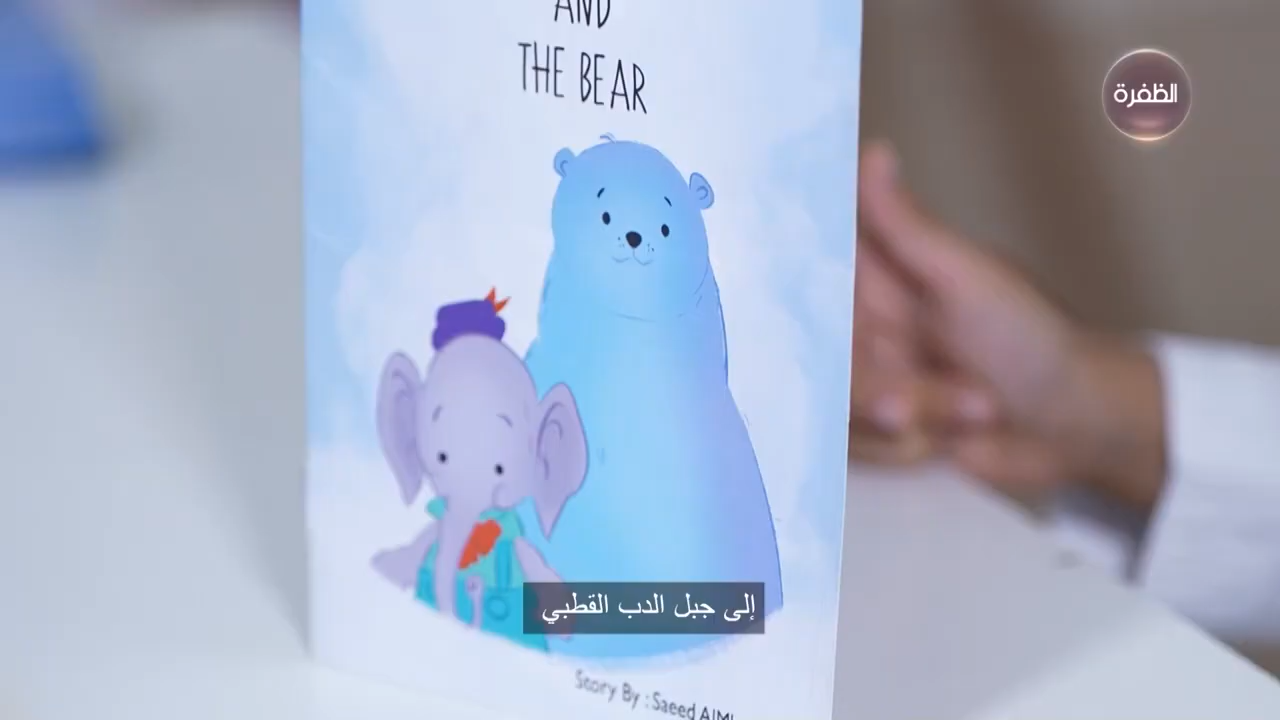 AND
THE BEAR
الظفرة
إلى جبل الدب القطبي
Story By : Saeed